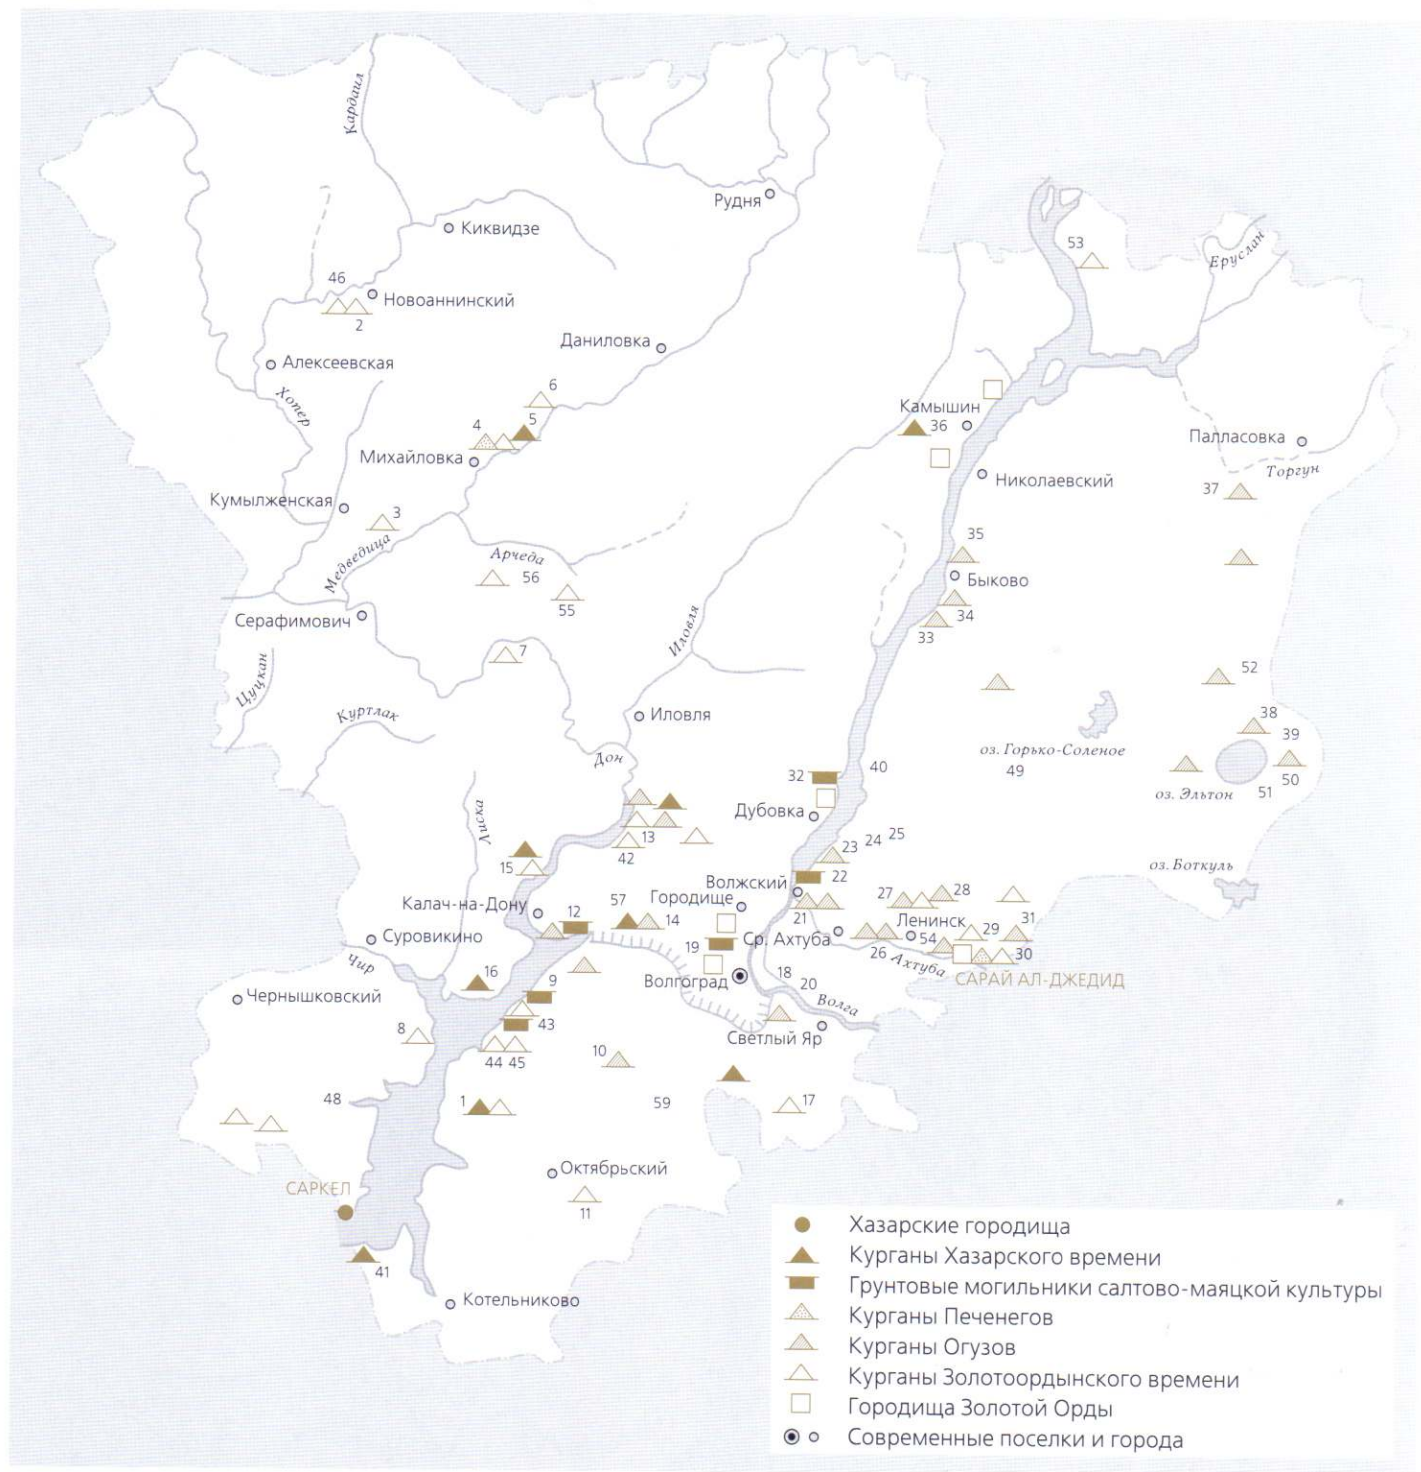 Кардаил
Рудня
Киквидзе
53
Еруслан
46
Новоаннинский
2
Даниловка
Алексеевская
6
Хопер
Камышин
4
5
36
Палласовка
Михайловка
Торгун
Николаевский
37
Кумылженская
3
35
Медведица
Арчеда
56
Быково
55
34
Серафимович
33
Иловля
7
52
Цуцкан
Куртлак
Иловля
38
39
оз. Горько-Соленое
Дон
40
49
50
32
оз. Эльтон
51
Дубовка
Лиска
13
25
24
23
42
15
оз. Боткуль
Волжский
22
Городище
27
28
Калач-на-Дону
57
12
14
21
31
Ленинск
29
Суровикино
19
Ср. Ахтуба
54
26
Ахтуба
30
Чир
16
Волгоград
18
САРАЙ АЛ-ДЖЕДИД
9
20
Чернышковский
Волга
43
8
Светлый Яр
44
45
10
48
1
59
17
Октябрьский
САРКЕЛ
11
41
Котельниково
Хазарские городища
Курганы Хазарского времени
Грунтовые могильники салтово-маяцкой культуры
Курганы Печенегов
Курганы Огузов
Курганы Золотоордынского времени
Городища Золотой Орды
Современные поселки и города